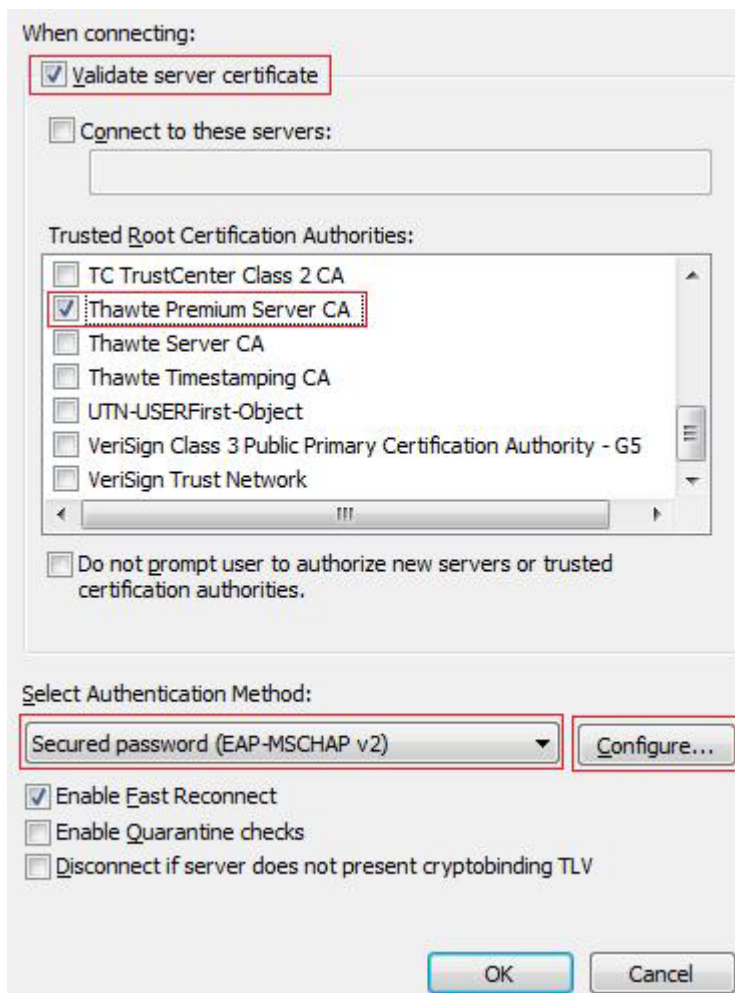 When connecting:
Validate server certificate
Connect to these servers:
Trusted Root Certification Authorities:
TC TrustCenter Class 2 CA
Thawte Premium Server CA
Thawte Server CA
Thawte Timestamping CA
UTN-USERFirst-Object
VeriSign Class 3 Public Primary Certification Authority - G5
VeriSign Trust Network
Do not prompt user to authorize new servers or trusted
certification authorities.
Select Authentication Method:
Secured password (EAP-MSCHAP v2) Configure...
Enable Fast Reconnect
Enable Quarantine checks
Disconnect if server does not present cryptobinding TLV
OK Cancel